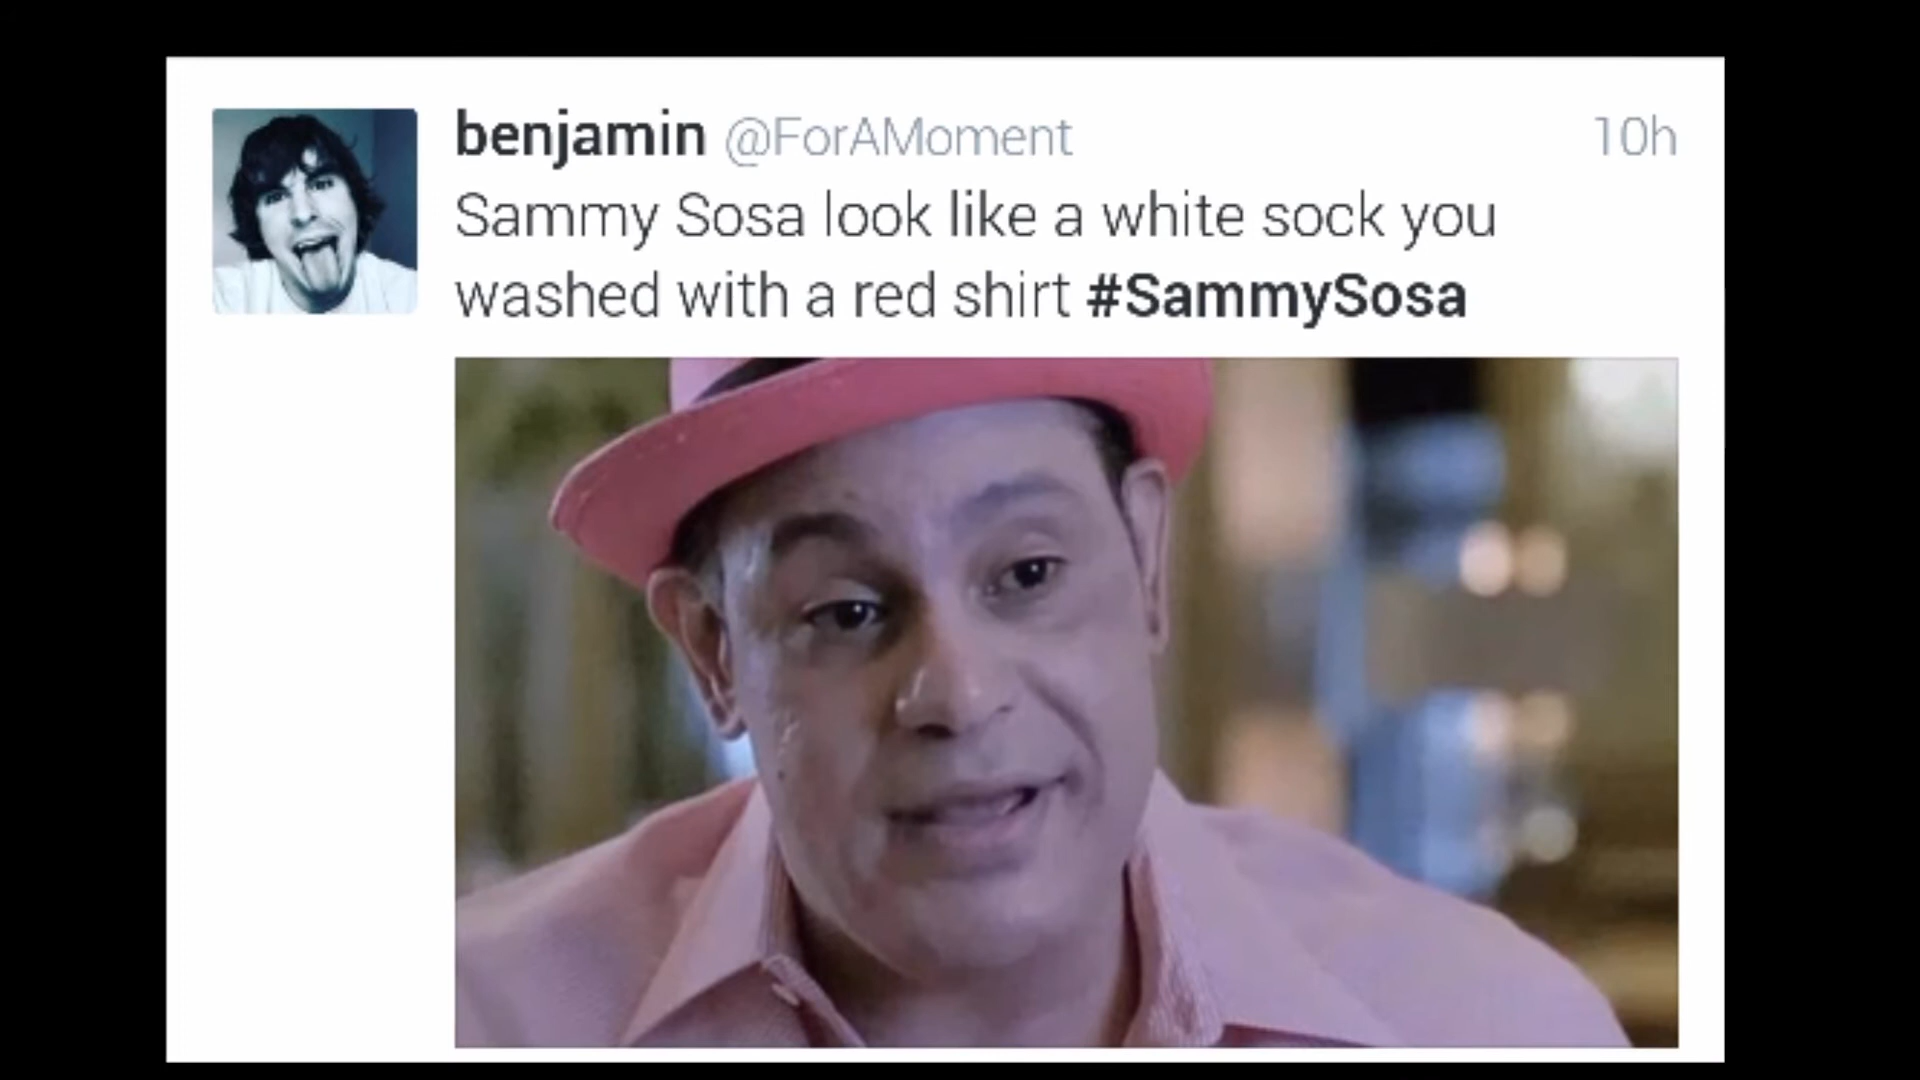 benjamin @ForAMoment 10h
Sammy Sosa look like a white sock you
washed with a red shirt #SammySosa